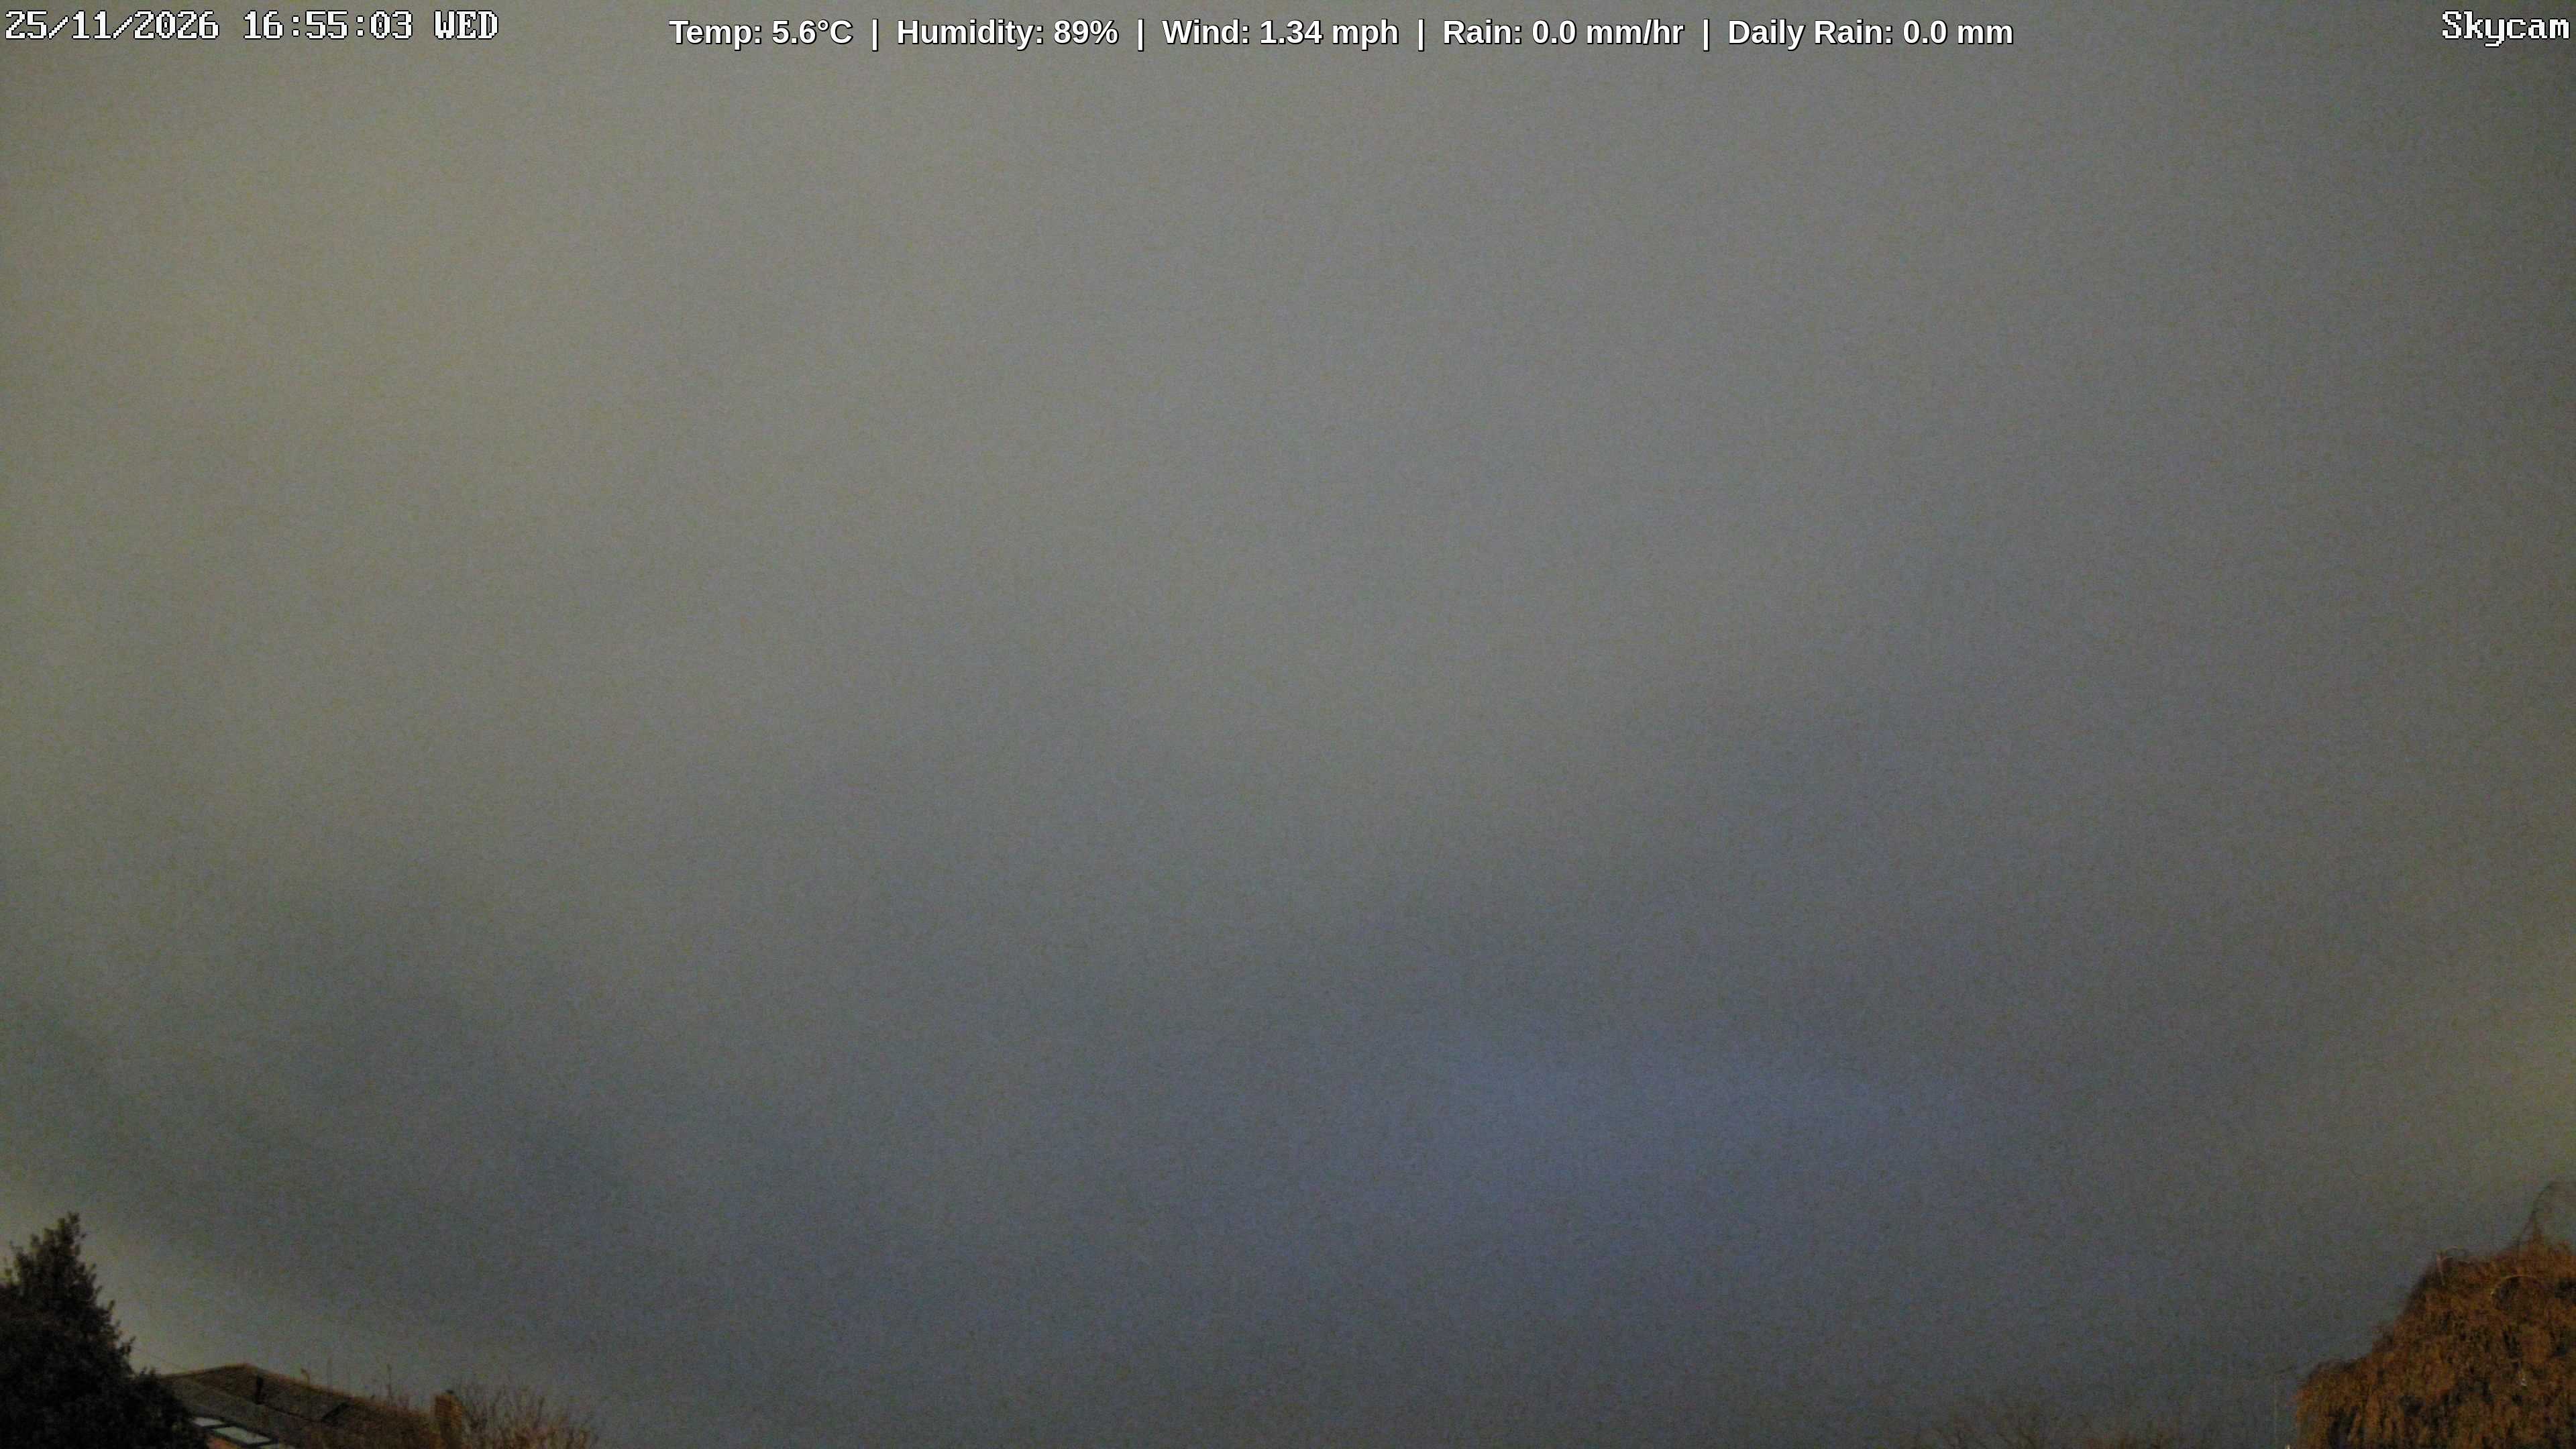 25/11/2026 16:55:03 WED
Temp: 5.6°C | Humidity: 89% | Wind: 1.34 mph | Rain: 0.0 mm/hr | Daily Rain: 0.0 mm
Skycam